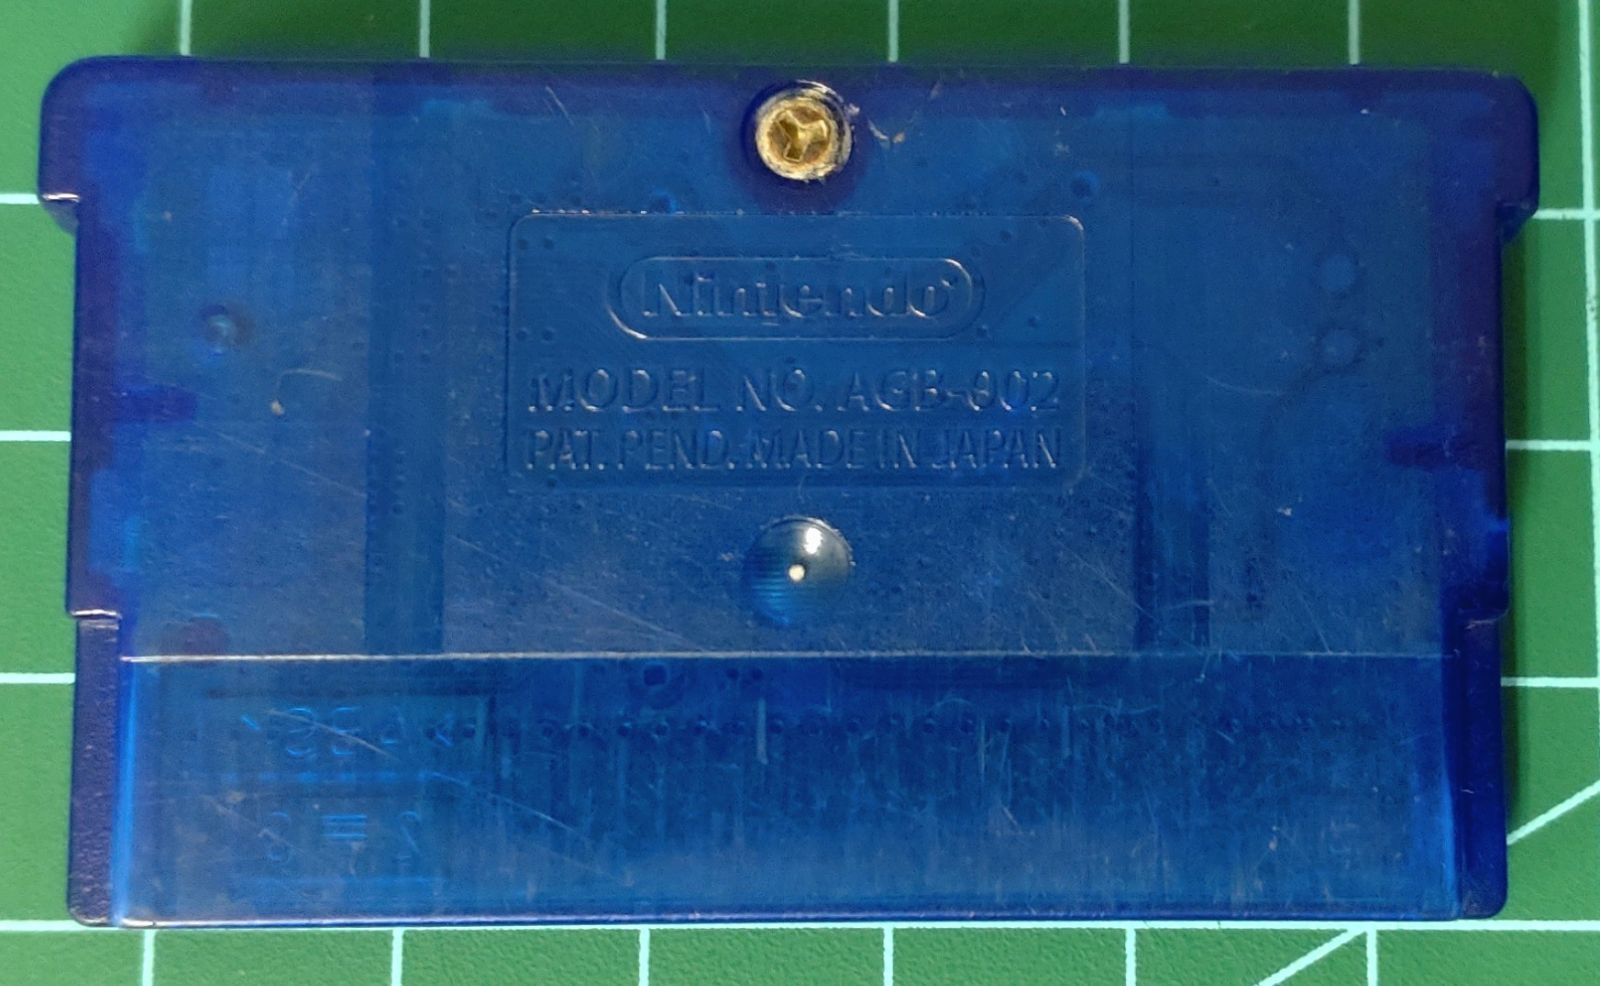 Nintendo
MODEL NO. AGB-002
PAT. PEND. MADE IN JAPAN